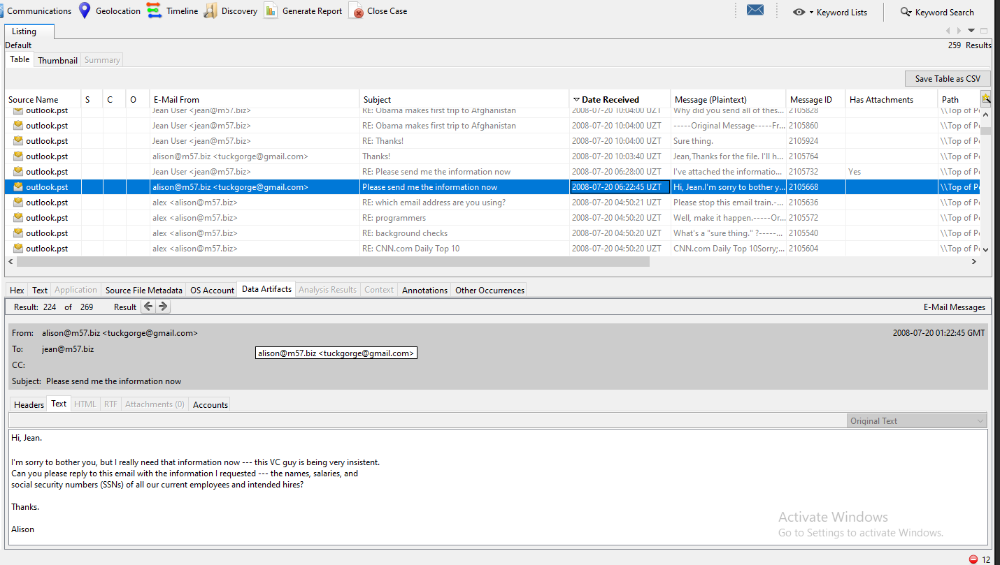 Communications Geolocation Timeline Discovery Generate Report Close Case Keyword Lists Keyword Search
Listing
Default
259 Results
Table Thumbnail Summary
Save Table as CSV
Source Name S C O E-Mail From Subject Date Received Message (Plaintext) Message ID Has Attachments Path
outlook.pst Jean User <jean@m57.biz> RE: Obama makes first trip to Afghanistan 2008-07-20 10:04:00 UZT Why did you send all of thes... 2105828 \\Top of P
outlook.pst Jean User <jean@m57.biz> RE: Obama makes first trip to Afghanistan 2008-07-20 10:04:00 UZT -----Original Message-----Fr... 2105860 \\Top of P
outlook.pst Jean User <jean@m57.biz> RE: Thanks! 2008-07-20 10:04:00 UZT Sure thing. 2105924 \\Top of P
outlook.pst alison@m57.biz <tuckgorge@gmail.com> Thanks! 2008-07-20 10:03:40 UZT Jean,Thanks for the file. I'll h... 2105764 \\Top of P
outlook.pst Jean User <jean@m57.biz> RE: Please send me the information now 2008-07-20 06:28:00 UZT I've attached the informatio... 2105732 Yes \\Top of P
outlook.pst alison@m57.biz <tuckgorge@gmail.com> Please send me the information now 2008-07-20 06:22:45 UZT Hi, Jean.I'm sorry to bother y... 2105668 \\Top of P
outlook.pst alex <alison@m57.biz> RE: which email address are you using? 2008-07-20 04:50:21 UZT Please stop this email train.-... 2105636 \\Top of P
outlook.pst alex <alison@m57.biz> RE: programmers 2008-07-20 04:50:20 UZT Well, make it happen.-----Or... 2105572 \\Top of P
outlook.pst alex <alison@m57.biz> RE: background checks 2008-07-20 04:50:20 UZT What's a "sure thing." ?-----... 2105540 \\Top of P
outlook.pst alex <alison@m57.biz> RE: CNN.com Daily Top 10 2008-07-20 04:50:20 UZT CNN.com Daily Top 10Sorry;... 2105604 \\Top of P
Hex Text Application Source File Metadata OS Account Data Artifacts Analysis Results Context Annotations Other Occurrences
Result: 224 of 269 Result E-Mail Messages
From: alison@m57.biz <tuckgorge@gmail.com> 2008-07-20 01:22:45 GMT
To: jean@m57.biz
alison@m57.biz <tuckgorge@gmail.com>
CC:
Subject: Please send me the information now
Headers Text HTML RTF Attachments (0) Accounts
Original Text
Hi, Jean.
I'm sorry to bother you, but I really need that information now --- this VC guy is being very insistent.
Can you please reply to this email with the information I requested --- the names, salaries, and
social security numbers (SSNs) of all our current employees and intended hires?
Thanks.
Alison
Activate Windows
Go to Settings to activate Windows.
12